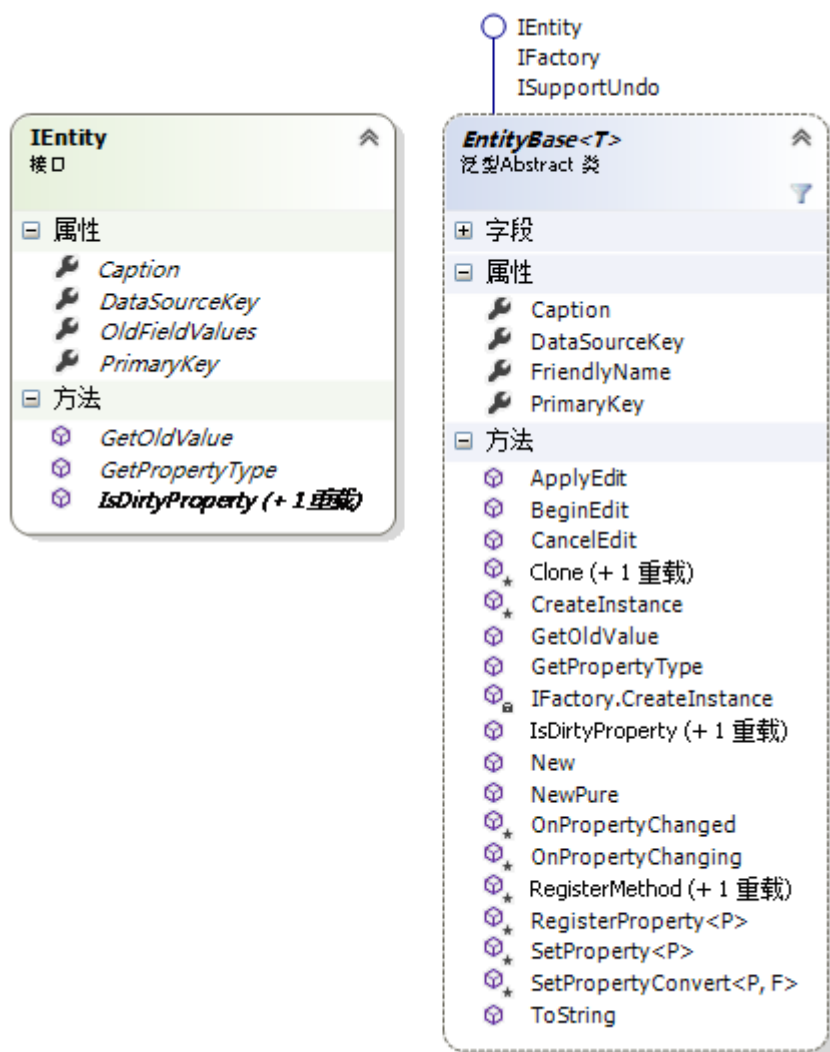 IEntity
接口
属性
Caption
DataSourceKey
OldFieldValues
PrimaryKey
方法
GetOldValue
GetPropertyType
IsDirtyProperty (+ 1 重载)
IEntity
IFactory
ISupportUndo
EntityBase<T>
泛型Abstract 类
字段
属性
Caption
DataSourceKey
FriendlyName
PrimaryKey
方法
ApplyEdit
BeginEdit
CancelEdit
Clone (+ 1 重载)
CreateInstance
GetOldValue
GetPropertyType
IFactory.CreateInstance
IsDirtyProperty (+ 1 重载)
New
NewPure
OnPropertyChanged
OnPropertyChanging
RegisterMethod (+ 1 重载)
RegisterProperty<P>
SetProperty<P>
SetPropertyConvert<P, F>
ToString